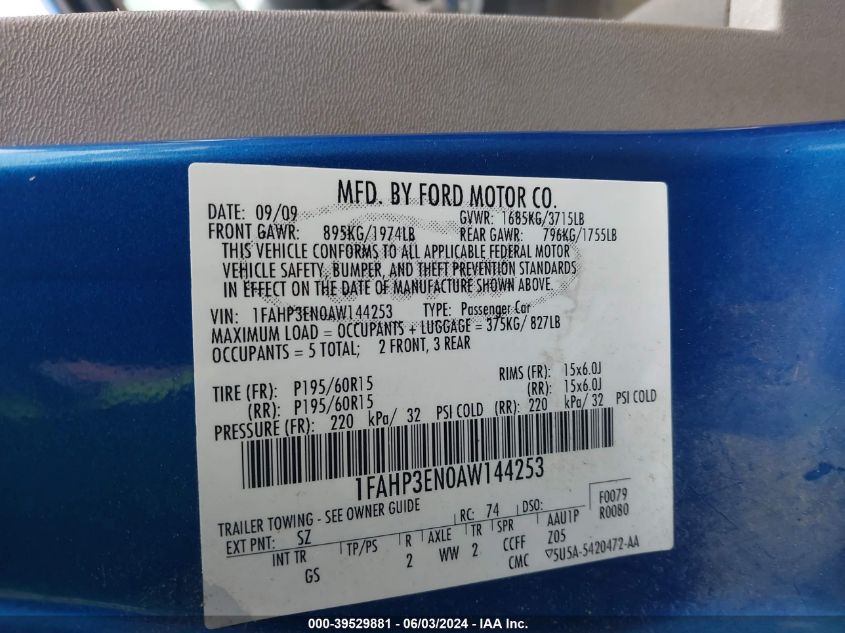 MFD. BY FORD MOTOR CO.
DATE: 09/09 GVWR: 1685KG/3715LB
FRONT GAWR: 895KG/1974LB REAR GAWR: 796KG/1755LB
THIS VEHICLE CONFORMS TO ALL APPLICABLE FEDERAL MOTOR
VEHICLE SAFETY, BUMPER, AND THEFT PREVENTION STANDARDS
IN EFFECT ON THE DATE OF MANUFACTURE SHOWN ABOVE.
VIN: 1FAHP3EN0AW144253 TYPE: Passenger Car
MAXIMUM LOAD = OCCUPANTS + LUGGAGE = 375KG/ 827LB
OCCUPANTS = 5 TOTAL; 2 FRONT, 3 REAR
TIRE (FR): P195/60R15 RIMS (FR): 15x6.0J
(RR): P195/60R15 (RR): 15x6.0J
PRESSURE (FR): 220 kPa/ 32 PSI COLD (RR): 220 kPa/ 32 PSI COLD
1FAHP3EN0AW144253
TRAILER TOWING - SEE OWNER GUIDE RC: 74 DSO: F0079
EXT PNT: SZ AAU1P R0080
INT TR TP/PS R AXLE TR SPR Z05
GS 2 WW 2 CCFF
CMC ▽5U5A-5420472-AA
000-39529881 - 06/03/2024 - IAA Inc.